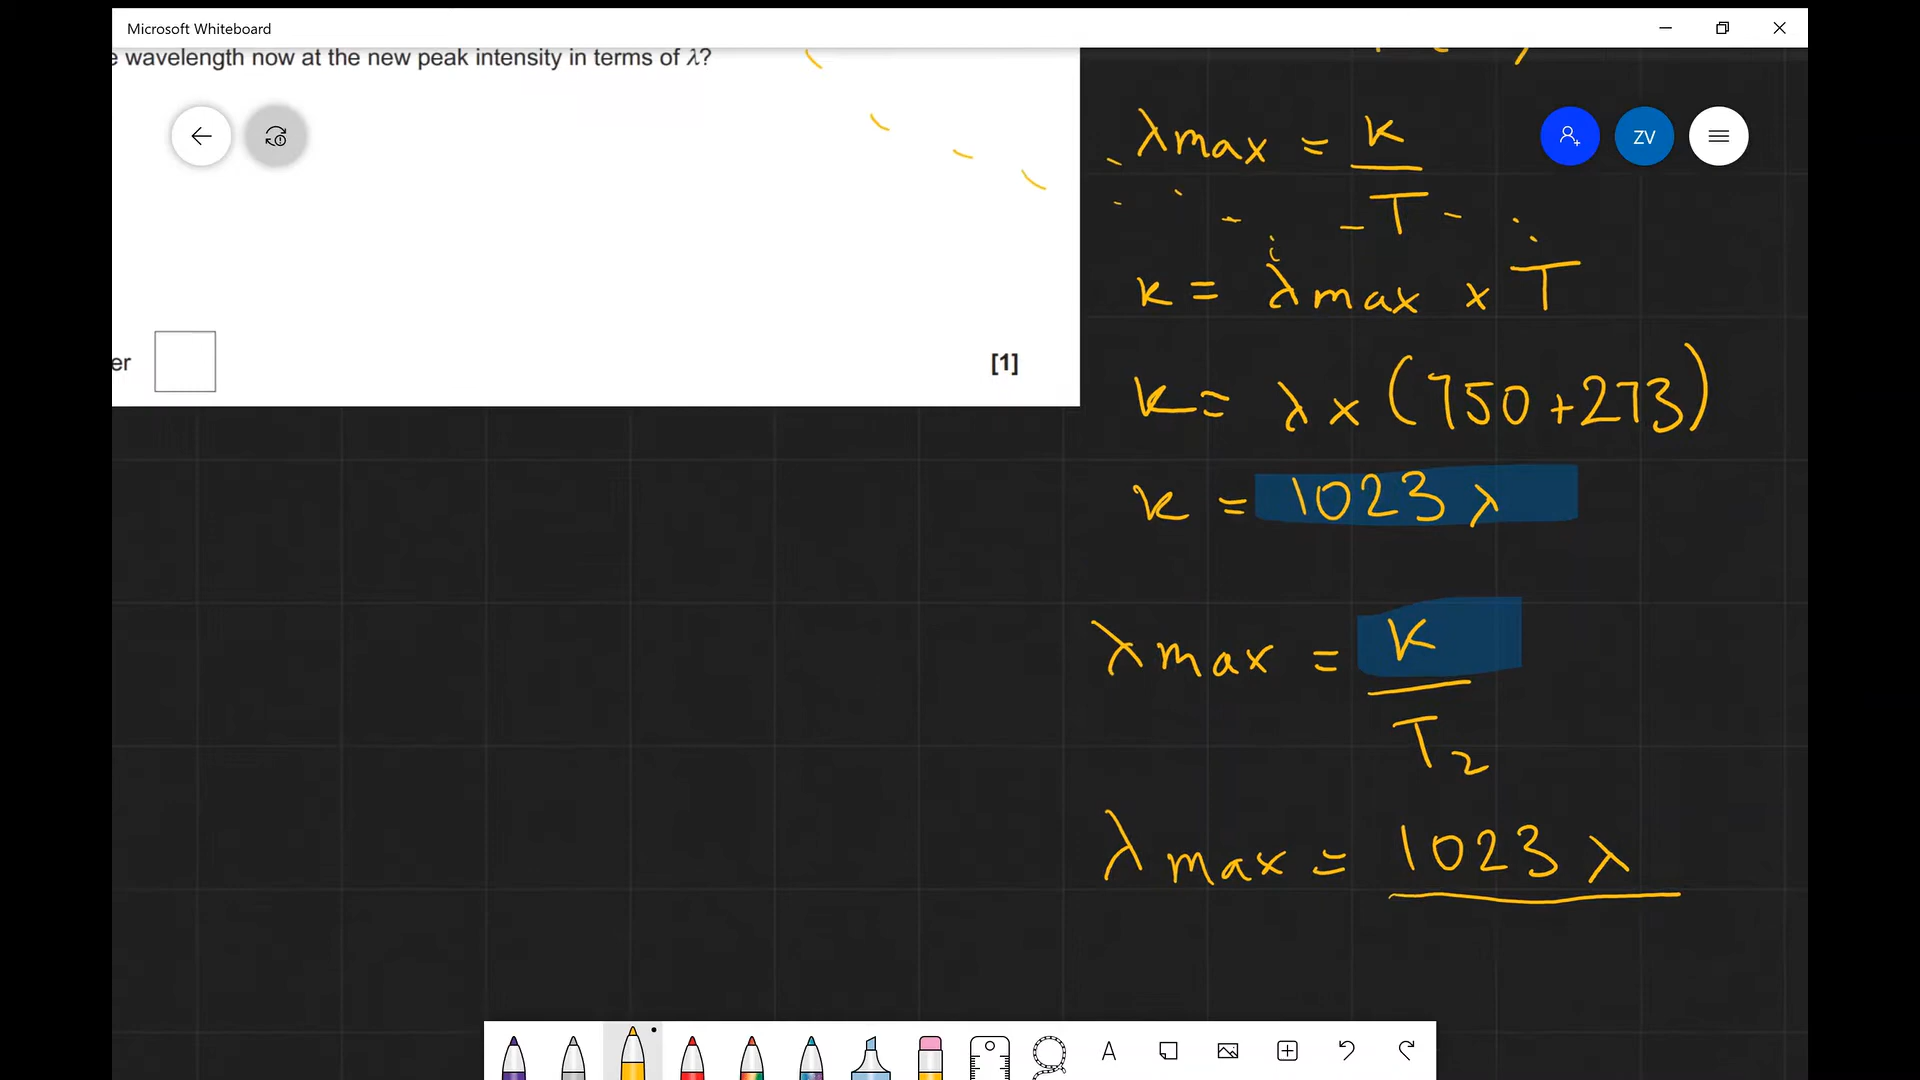 Microsoft Whiteboard
e wavelength now at the new peak intensity in terms of λ?
er
[1]
ZV
λmax = K
T
K = λmax x T
K = λ x (750+273)
K = 1023 λ
λmax = K
T2
λmax = 1023 λ
A